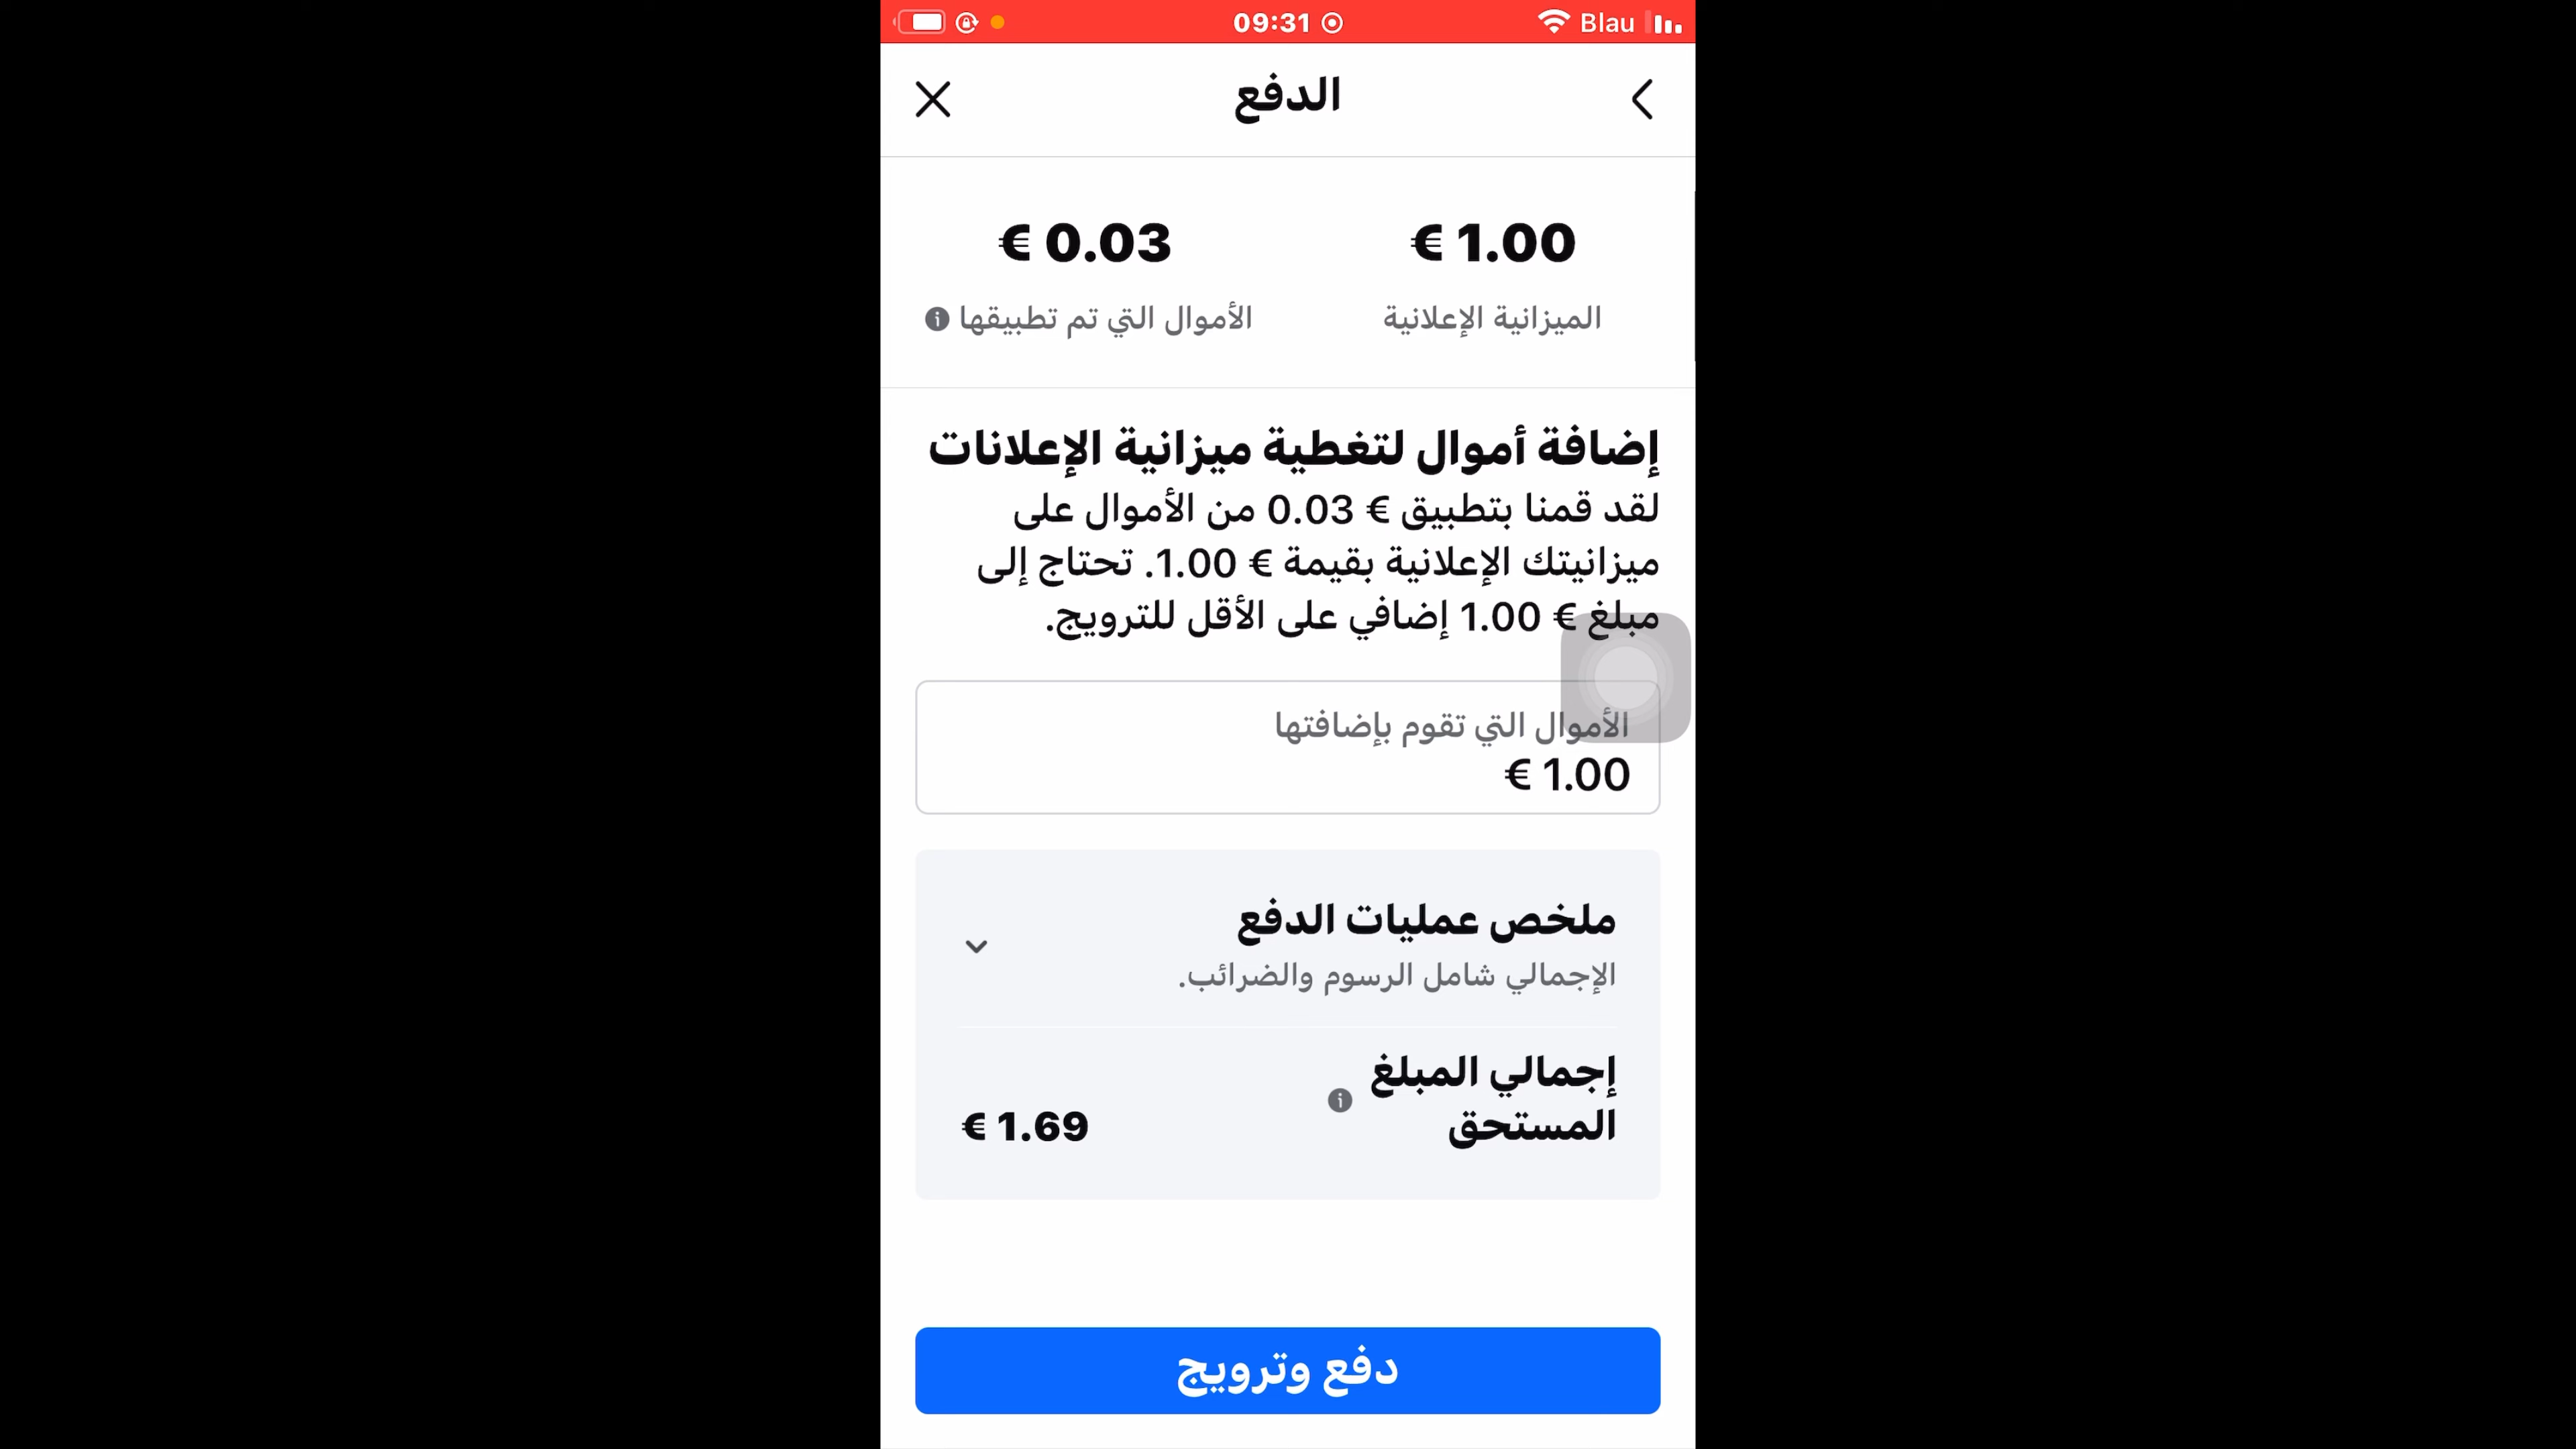 09:31
Blau
الدفع
€ 1.00
الميزانية الإعلانية
€ 0.03
الأموال التي تم تطبيقها
إضافة أموال لتغطية ميزانية الإعلانات
لقد قمنا بتطبيق € 0.03 من الأموال على
ميزانيتك الإعلانية بقيمة € 1.00. تحتاج إلى
مبلغ € 1.00 إضافي على الأقل للترويج.
الأموال التي تقوم بإضافتها
€ 1.00
ملخص عمليات الدفع
الإجمالي شامل الرسوم والضرائب.
إجمالي المبلغ
المستحق
€ 1.69
دفع وترويج